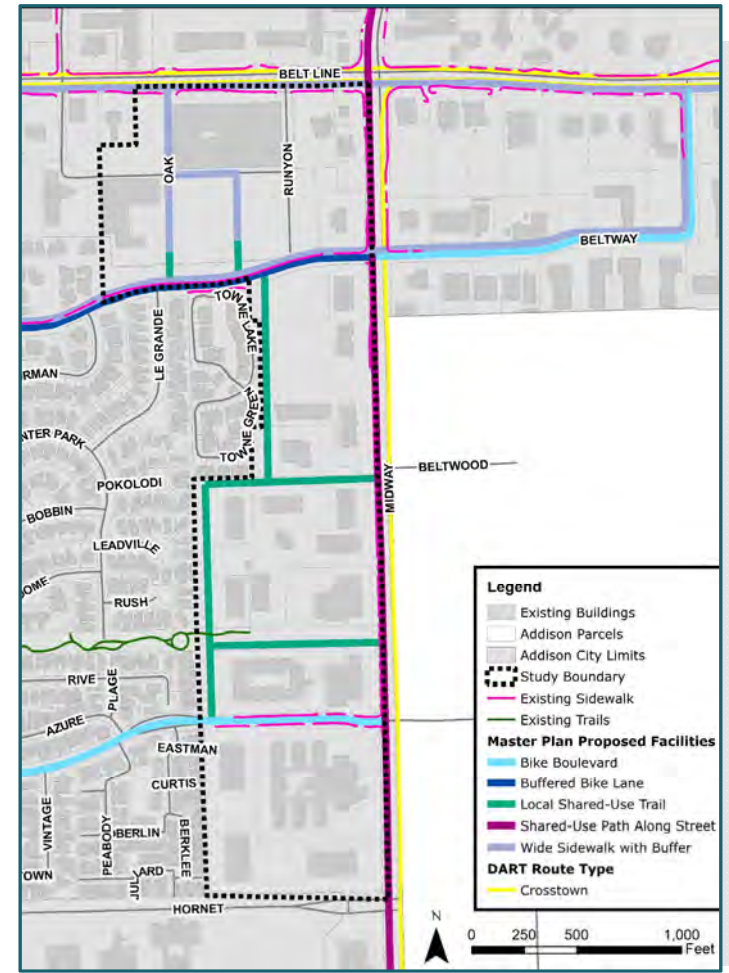 BELT LINE
OAK
RUNYON
BELTWAY
TOWNE LAKE
LE GRANDE
RMAN
TOWNE GREEN
NTER PARK
MIDWAY
BELTWOOD
POKOLODI
BOBBIN
LEADVILLE
OME
RUSH
RIVE
PLAGE
AZURE
EASTMAN
CURTIS
VINTAGE
PEABODY
BERLIN
BERKLEE
OWN
ARD
HORNET
Legend
Existing Buildings
Addison Parcels
Addison City Limits
Study Boundary
Existing Sidewalk
Existing Trails
Master Plan Proposed Facilities
Bike Boulevard
Buffered Bike Lane
Local Shared-Use Trail
Shared-Use Path Along Street
Wide Sidewalk with Buffer
DART Route Type
Crosstown
N
0 250 500 1,000
Feet